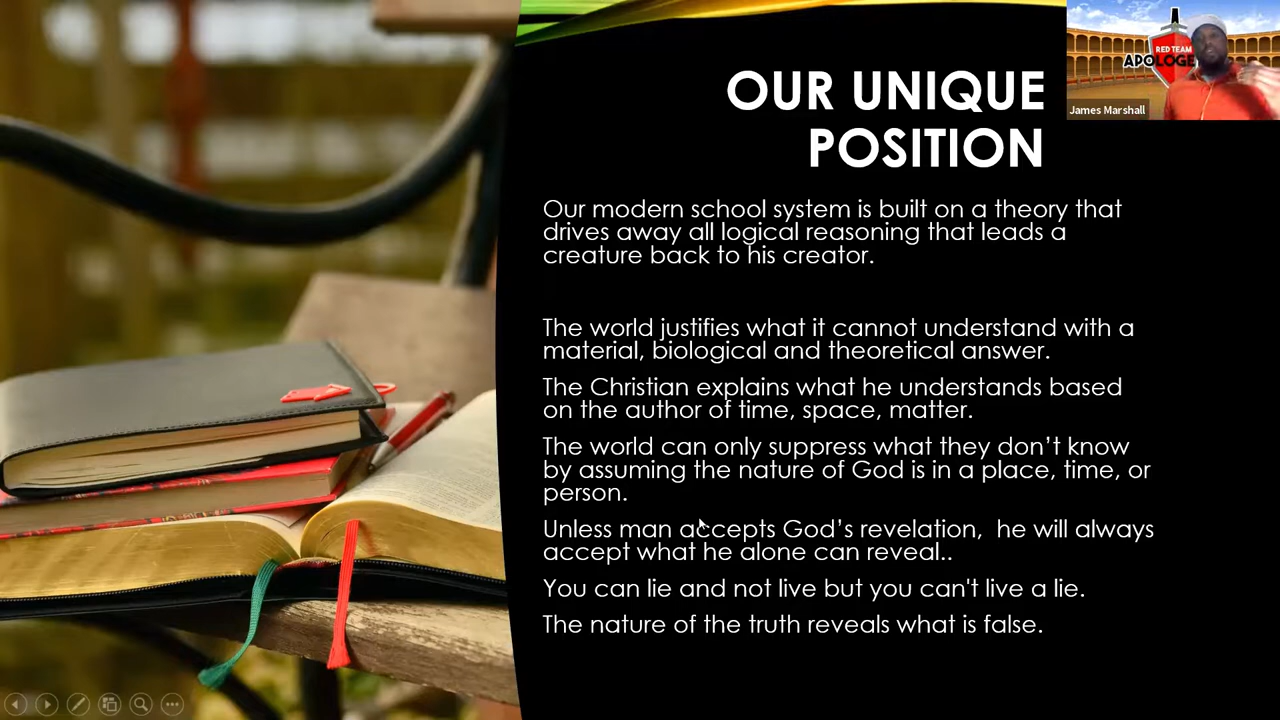 OUR UNIQUE
POSITION
RED TEAM
APOLOGE
James Marshall
Our modern school system is built on a theory that
drives away all logical reasoning that leads a
creature back to his creator.
The world justifies what it cannot understand with a
material, biological and theoretical answer.
The Christian explains what he understands based
on the author of time, space, matter.
The world can only suppress what they don’t know
by assuming the nature of God is in a place, time, or
person.
Unless man accepts God’s revelation,  he will always
accept what he alone can reveal..
You can lie and not live but you can't live a lie.
The nature of the truth reveals what is false.